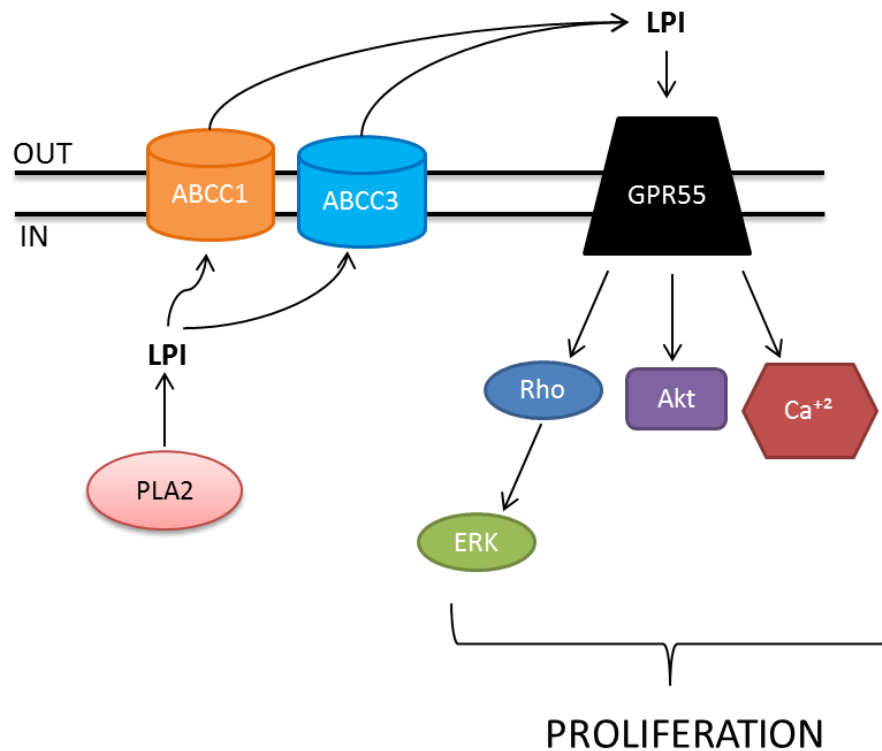 LPI
OUT
ABCC1
ABCC3
GPR55
IN
LPI
Rho
Akt
Ca⁺²
PLA2
ERK
PROLIFERATION